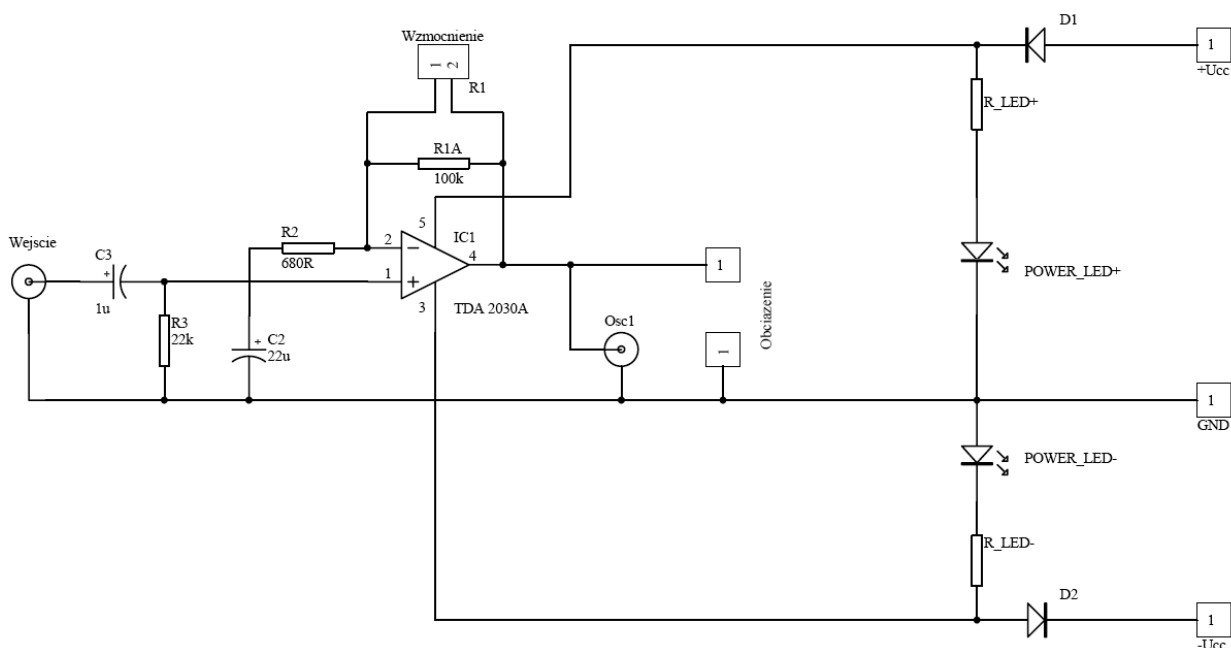 D1
1
+Ucc
Wzmocnienie
1
2
R1
R_LED+
R1A
100k
5
IC1
2
4
1
3
TDA 2030A
Wejscie
C3
+
1u
R2
680R
R3
22k
+
C2
22u
Osc1
1
1
Obciazenie
POWER_LED+
1
GND
POWER_LED-
R_LED-
D2
1
-Ucc